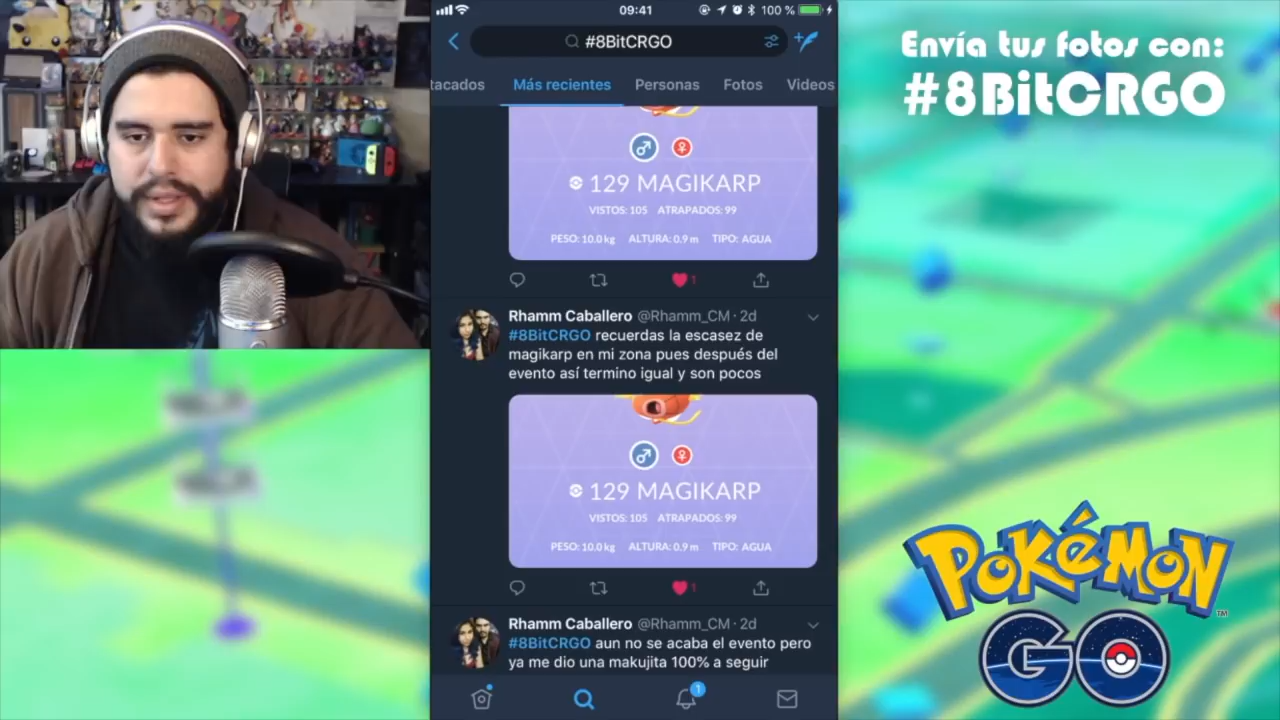 09:41
100 %
#8BitCRGO
tacados
Más recientes
Personas
Fotos
Videos
129 MAGIKARP
VISTOS: 105 ATRAPADOS: 99
PESO: 10.0 kg ALTURA: 0.9 m TIPO: AGUA
1
Rhamm Caballero @Rhamm_CM · 2d
#8BitCRGO recuerdas la escasez de
magikarp en mi zona pues después del
evento así termino igual y son pocos
129 MAGIKARP
VISTOS: 105 ATRAPADOS: 99
PESO: 10.0 kg ALTURA: 0.9 m TIPO: AGUA
1
Rhamm Caballero @Rhamm_CM · 2d
#8BitCRGO aun no se acaba el evento pero
ya me dio una makujita 100% a seguir
1
Envía tus fotos con:
#8BitCRGO
POKéMON
TM
GO